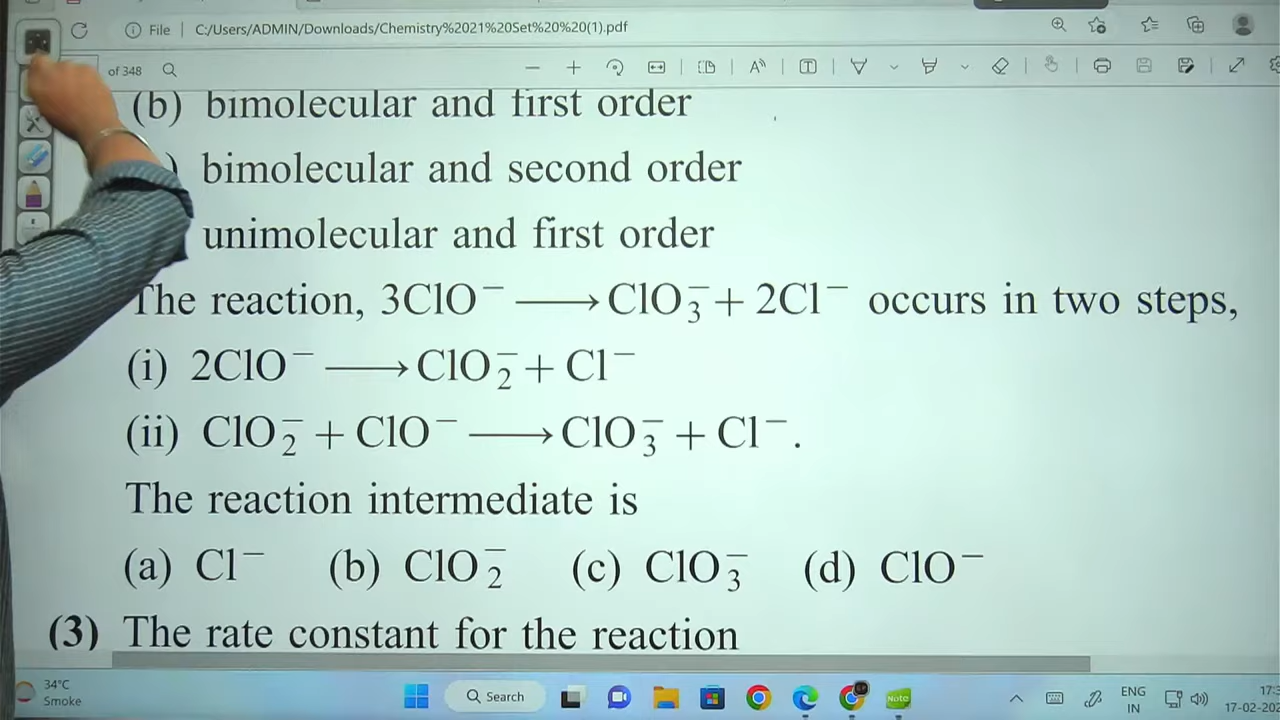 File | C:/Users/ADMIN/Downloads/Chemistry%2021%20Set%20%20(1).pdf
of 348
(b) bimolecular and first order
) bimolecular and second order
unimolecular and first order
The reaction, 3ClO⁻ ⟶ ClO₃⁻ + 2Cl⁻ occurs in two steps,
(i) 2ClO⁻ ⟶ ClO₂⁻ + Cl⁻
(ii) ClO₂⁻ + ClO⁻ ⟶ ClO₃⁻ + Cl⁻.
The reaction intermediate is
(a) Cl⁻ (b) ClO₂⁻ (c) ClO₃⁻ (d) ClO⁻
(3) The rate constant for the reaction
34°C
Smoke
Search
Note
ENG
IN
17:3
17-02-202